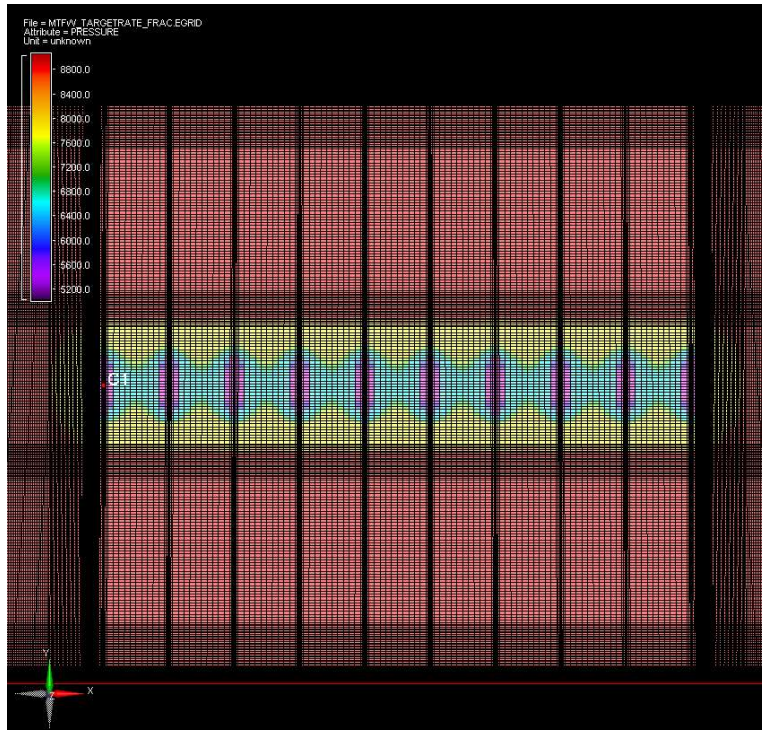 File = MTFW_TARGETRATE_FRAC.EGRID
Attribute = PRESSURE
Unit = unknown
8800.0
8400.0
8000.0
7600.0
7200.0
6800.0
6400.0
6000.0
5600.0
5200.0
G1
Y
X
Z